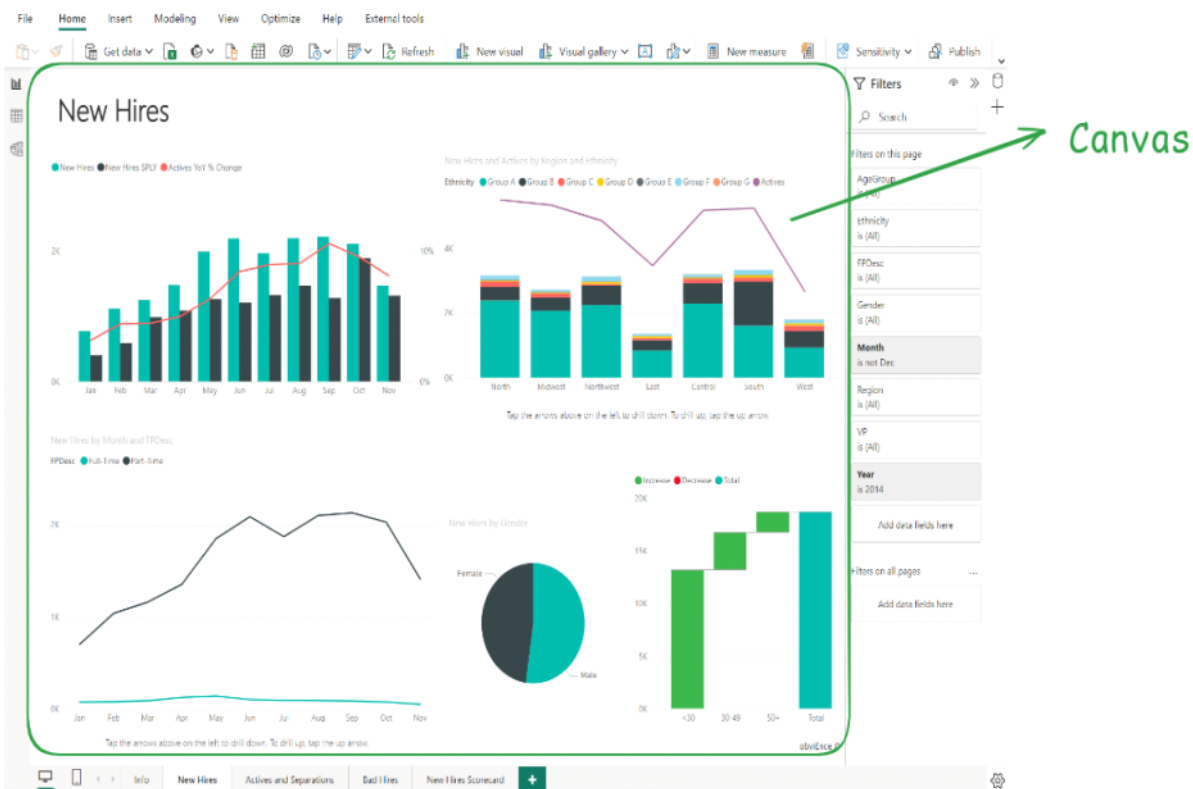 File Home Insert Modeling View Optimize Help External tools
Get data Refresh New visual Visual gallery New measure Sensitivity Publish
New Hires
New Hires New Hires SPLY Actives YoY % Change
2K
0K
10%
0%
Jan Feb Mar Apr May Jun Jul Aug Sep Oct Nov
New Hires and Actives by Region and Ethnicity
Ethnicity Group A Group B Group C Group D Group E Group F Group G Actives
4K
2K
0K
North Midwest Northwest East Central South West
Tap the arrows above on the left to drill down. To drill up, tap the up arrow.
New Hires by Month and FPDesc
FPDesc Full-Time Part-Time
2K
1K
0K
Jan Feb Mar Apr May Jun Jul Aug Sep Oct Nov
Tap the arrows above on the left to drill down. To drill up, tap the up arrow.
New Hires by Gender
Female
Male
Increase Decrease Total
20K
15K
10K
5K
0K
<30 30-49 50+ Total
obviEnce ©
Filters
Search
Filters on this page
AgeGroup
is (All)
Ethnicity
is (All)
FPDesc
is (All)
Gender
is (All)
Month
is not Dec
Region
is (All)
VP
is (All)
Year
is 2014
Add data fields here
Filters on all pages ...
Add data fields here
Canvas
Info New Hires Actives and Separations Bad Hires New Hires Scorecard +